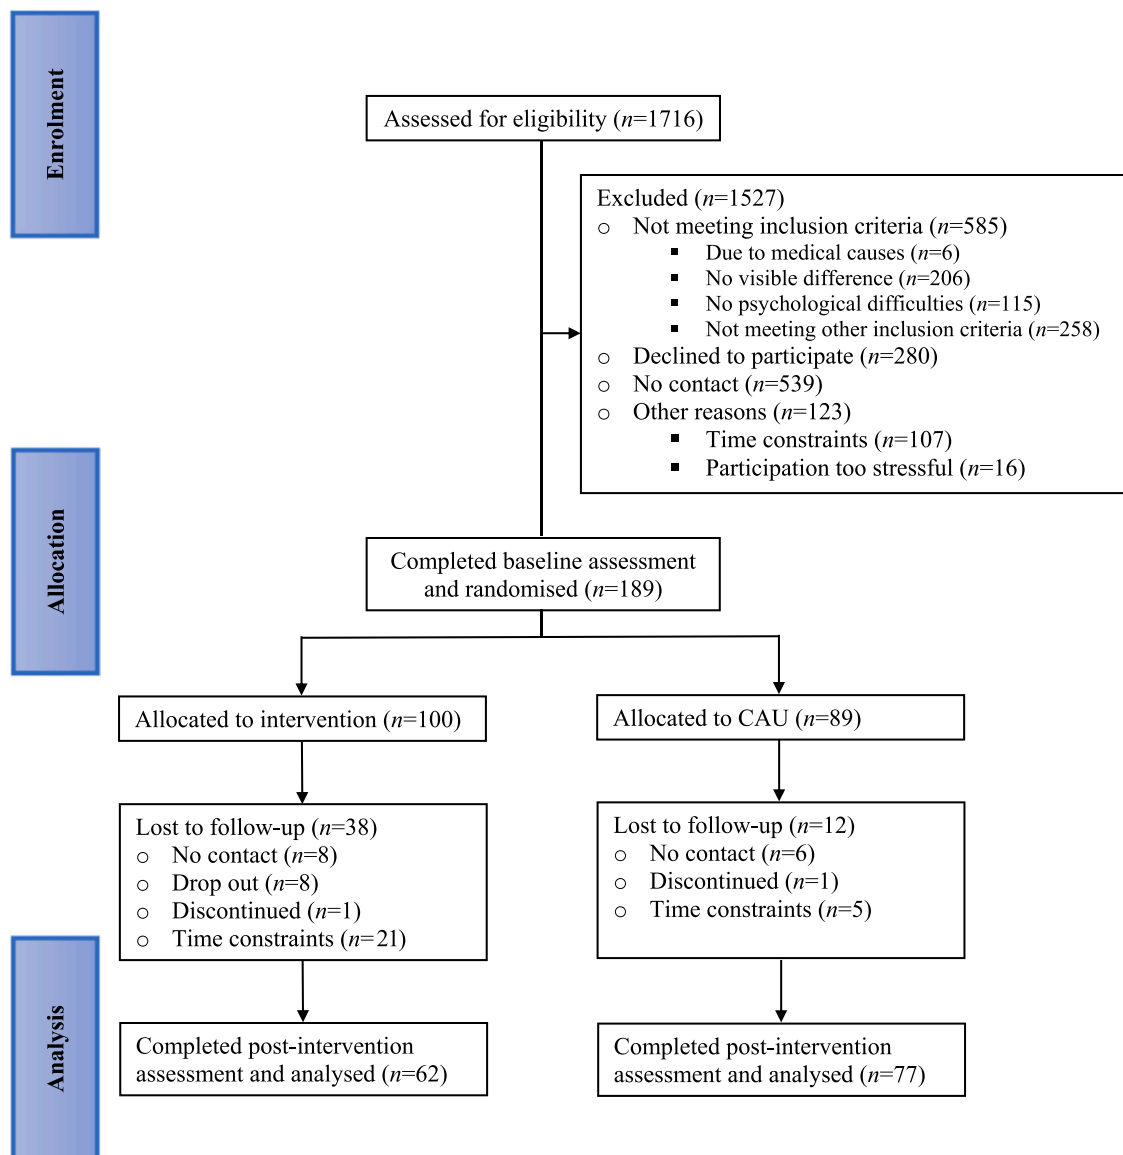 Enrolment
Assessed for eligibility (n=1716)
Excluded (n=1527)
o Not meeting inclusion criteria (n=585)
▪ Due to medical causes (n=6)
▪ No visible difference (n=206)
▪ No psychological difficulties (n=115)
▪ Not meeting other inclusion criteria (n=258)
o Declined to participate (n=280)
o No contact (n=539)
o Other reasons (n=123)
▪ Time constraints (n=107)
▪ Participation too stressful (n=16)
Allocation
Completed baseline assessment
and randomised (n=189)
Allocated to intervention (n=100)
Allocated to CAU (n=89)
Lost to follow-up (n=38)
o No contact (n=8)
o Drop out (n=8)
o Discontinued (n=1)
o Time constraints (n=21)
Lost to follow-up (n=12)
o No contact (n=6)
o Discontinued (n=1)
o Time constraints (n=5)
Analysis
Completed post-intervention
assessment and analysed (n=62)
Completed post-intervention
assessment and analysed (n=77)